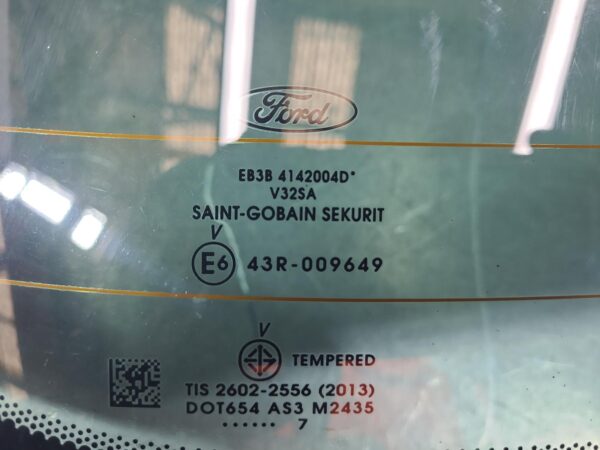 Ford
EB3B 4142004D•
V32SA
SAINT-GOBAIN SEKURIT
V
E6 43R-009649
V
TEMPERED
TIS 2602-2556 (2013)
DOT654 AS3 M2435
...... 7